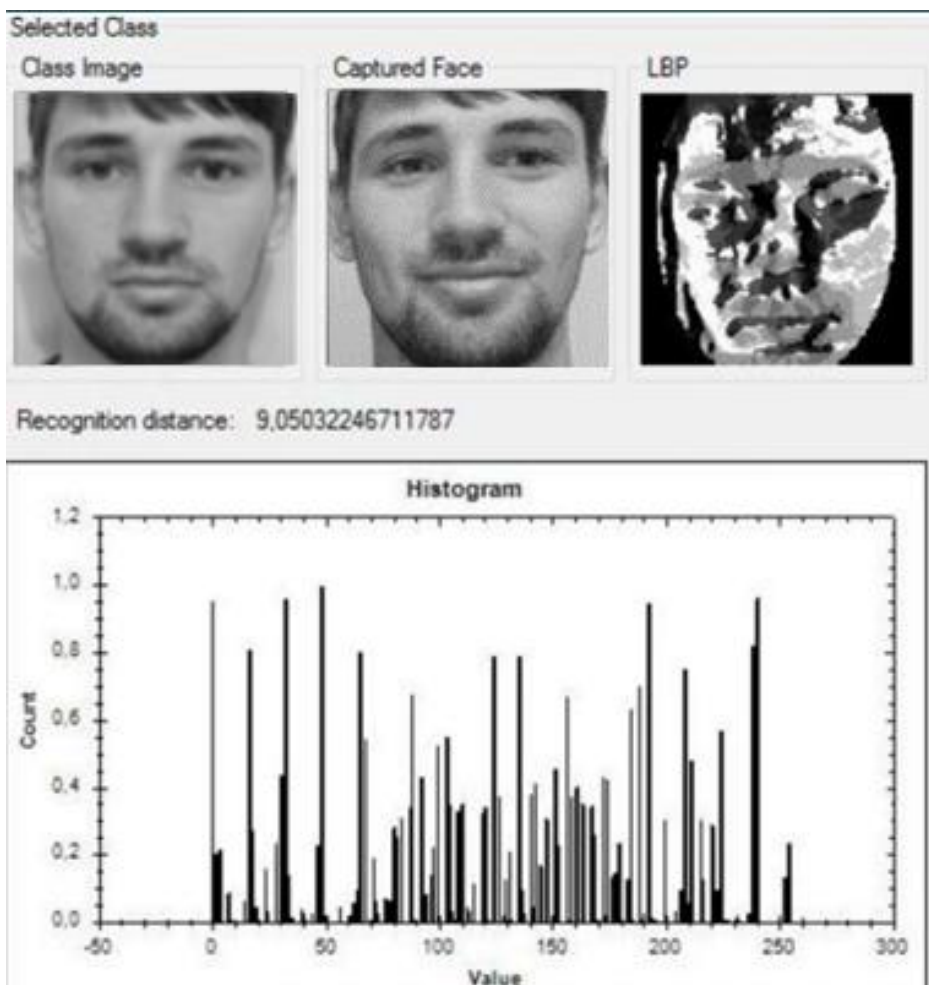 Selected Class
Class Image Captured Face LBP
Recognition distance: 9,05032246711787
Histogram
1,2
1,0
0,8
0,6
0,4
0,2
0,0
Count
-50 0 50 100 150 200 250 300
Value